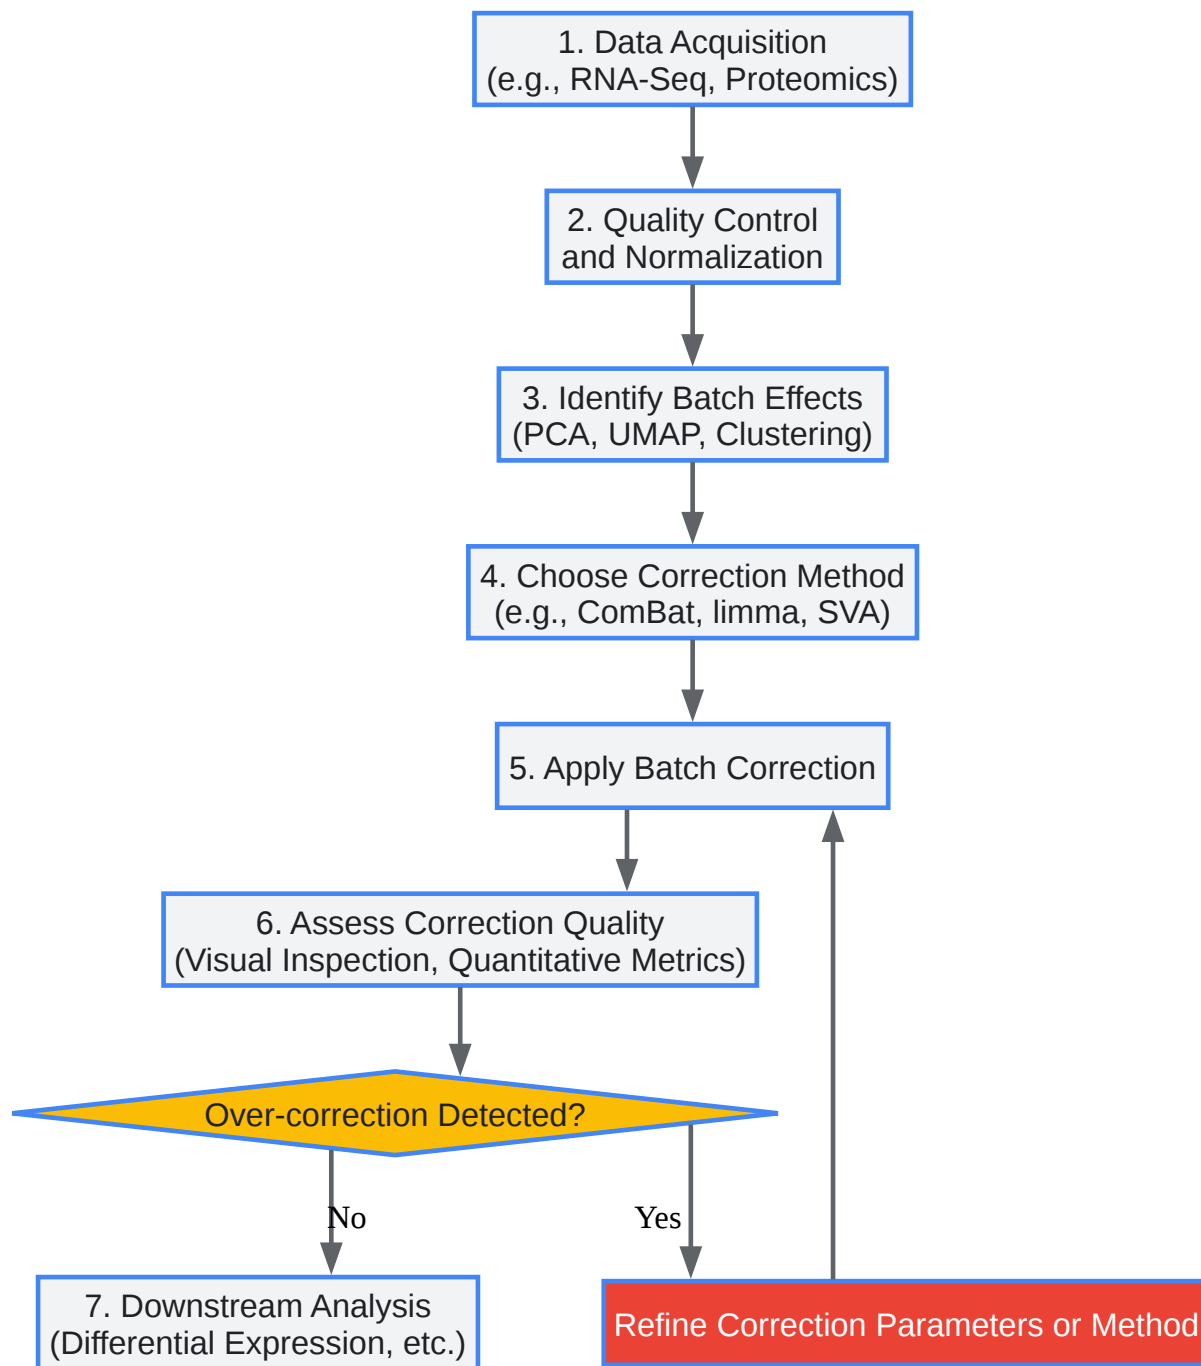 1. Data Acquisition
(e.g., RNA-Seq, Proteomics)
2. Quality Control
and Normalization
3. Identify Batch Effects
(PCA, UMAP, Clustering)
4. Choose Correction Method
(e.g., ComBat, limma, SVA)
5. Apply Batch Correction
6. Assess Correction Quality
(Visual Inspection, Quantitative Metrics)
Over-correction Detected?
No
Yes
7. Downstream Analysis
(Differential Expression, etc.)
Refine Correction Parameters or Method